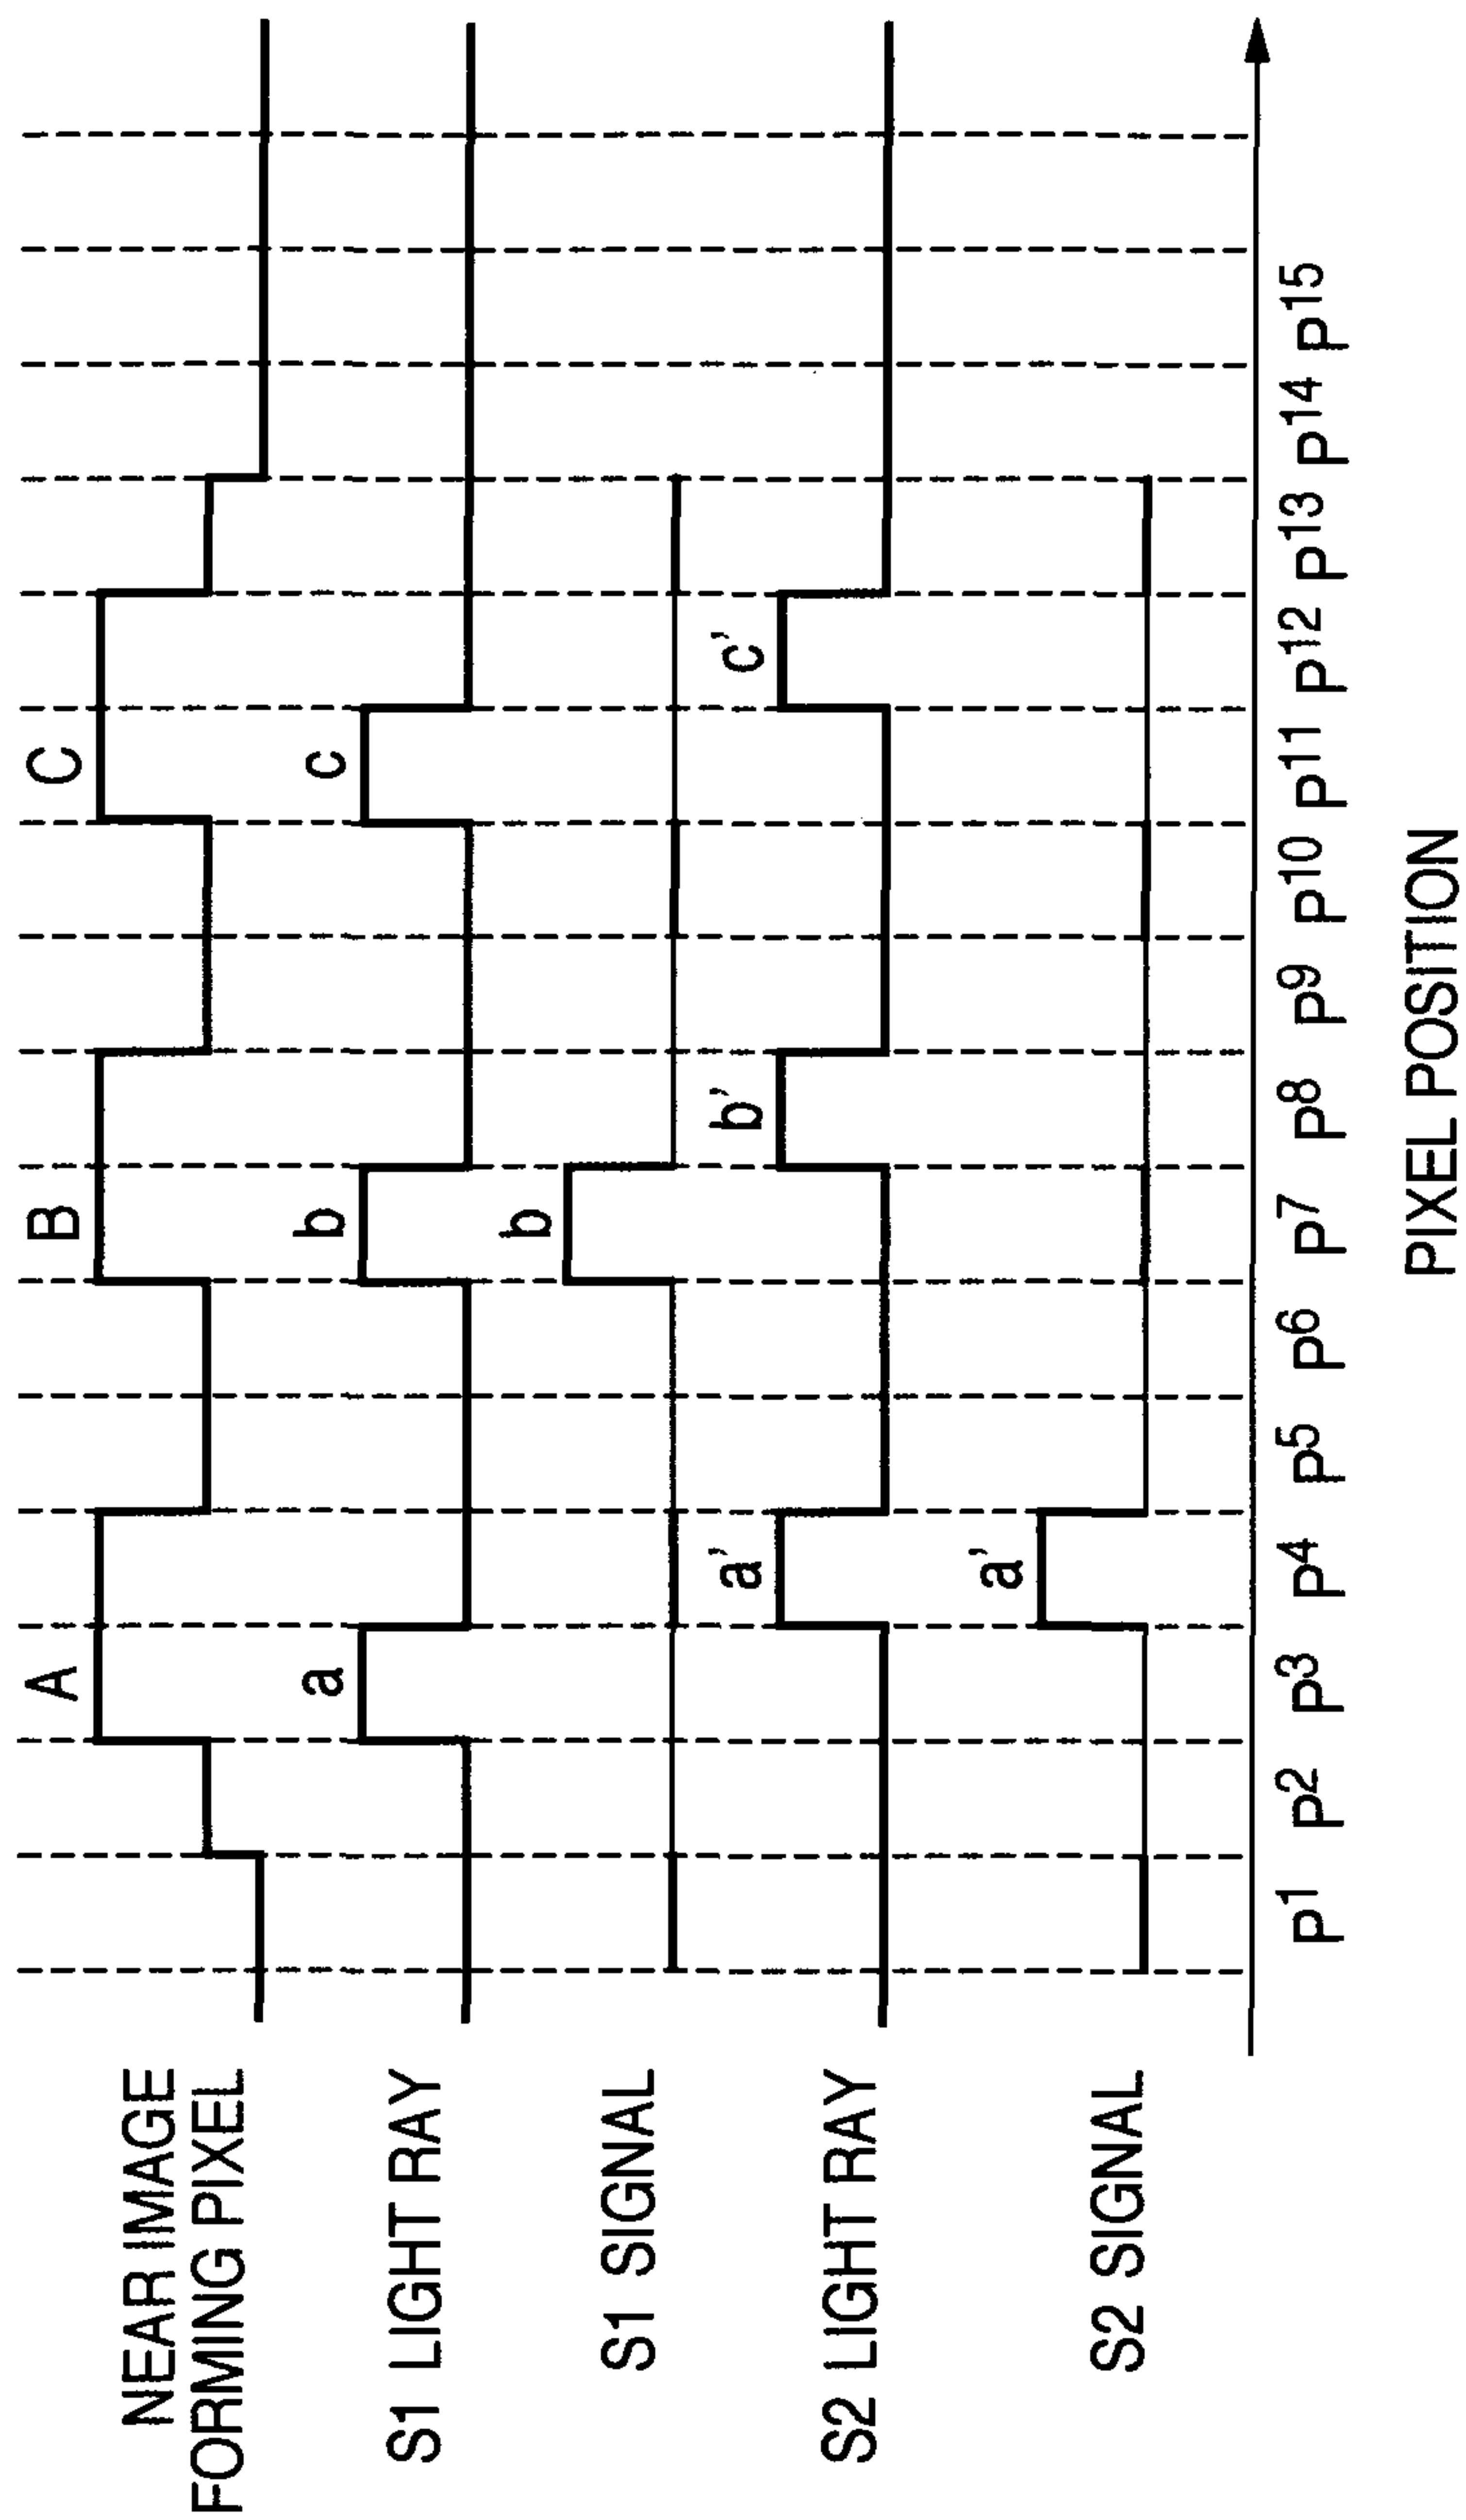 A B C
NEAR IMAGE
FORMING PIXEL
a b c
S1 LIGHT RAY
b
S1 SIGNAL
a' b' c'
S2 LIGHT RAY
a'
S2 SIGNAL
p1 p2 p3 p4 p5 p6 p7 p8 p9 p10 p11 p12 p13 p14 p15
PIXEL POSITION